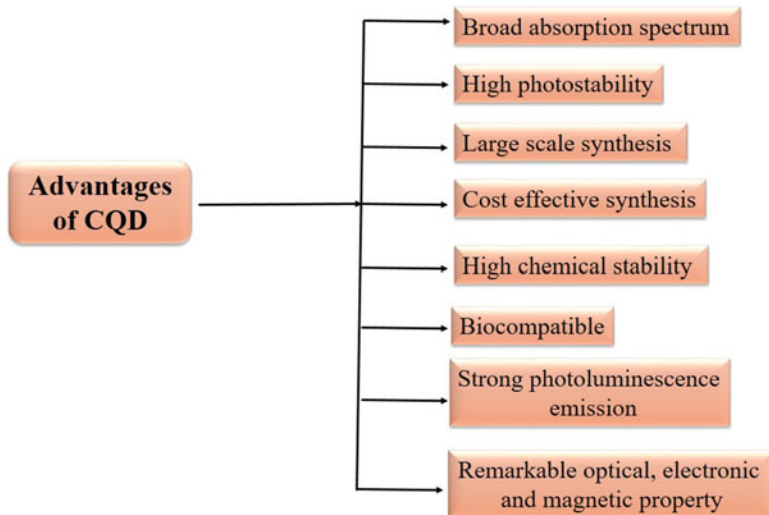 Broad absorption spectrum
High photostability
Large scale synthesis
Advantages
of CQD
Cost effective synthesis
High chemical stability
Biocompatible
Strong photoluminescence
emission
Remarkable optical, electronic
and magnetic property